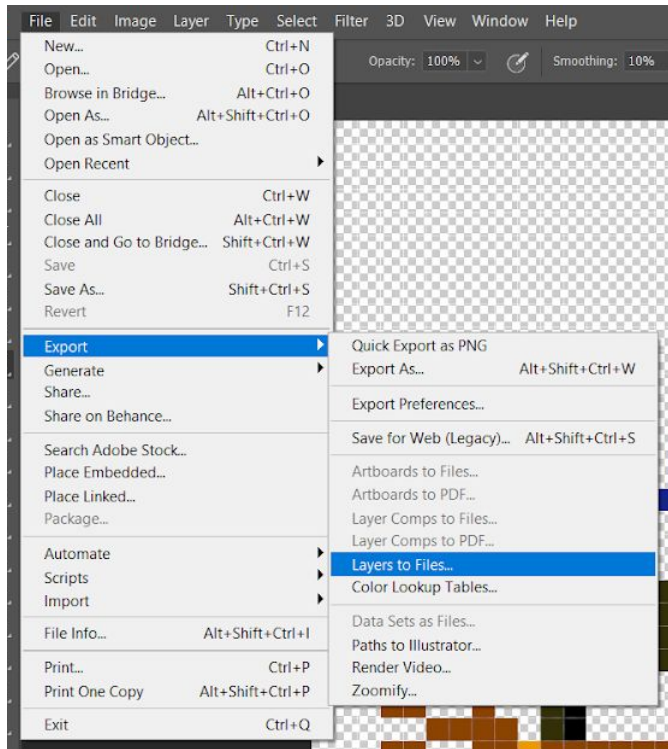 File Edit Image Layer Type Select Filter 3D View Window Help
Opacity: 100% Smoothing: 10%
New... Ctrl+N
Open... Ctrl+O
Browse in Bridge... Alt+Ctrl+O
Open As... Alt+Shift+Ctrl+O
Open as Smart Object...
Open Recent
Close Ctrl+W
Close All Alt+Ctrl+W
Close and Go to Bridge... Shift+Ctrl+W
Save Ctrl+S
Save As... Shift+Ctrl+S
Revert F12
Export
Generate
Share...
Share on Behance...
Search Adobe Stock...
Place Embedded...
Place Linked...
Package...
Automate
Scripts
Import
File Info... Alt+Shift+Ctrl+I
Print... Ctrl+P
Print One Copy Alt+Shift+Ctrl+P
Exit Ctrl+Q
Quick Export as PNG
Export As... Alt+Shift+Ctrl+W
Export Preferences...
Save for Web (Legacy)... Alt+Shift+Ctrl+S
Artboards to Files...
Artboards to PDF...
Layer Comps to Files...
Layer Comps to PDF...
Layers to Files...
Color Lookup Tables...
Data Sets as Files...
Paths to Illustrator...
Render Video...
Zoomify...